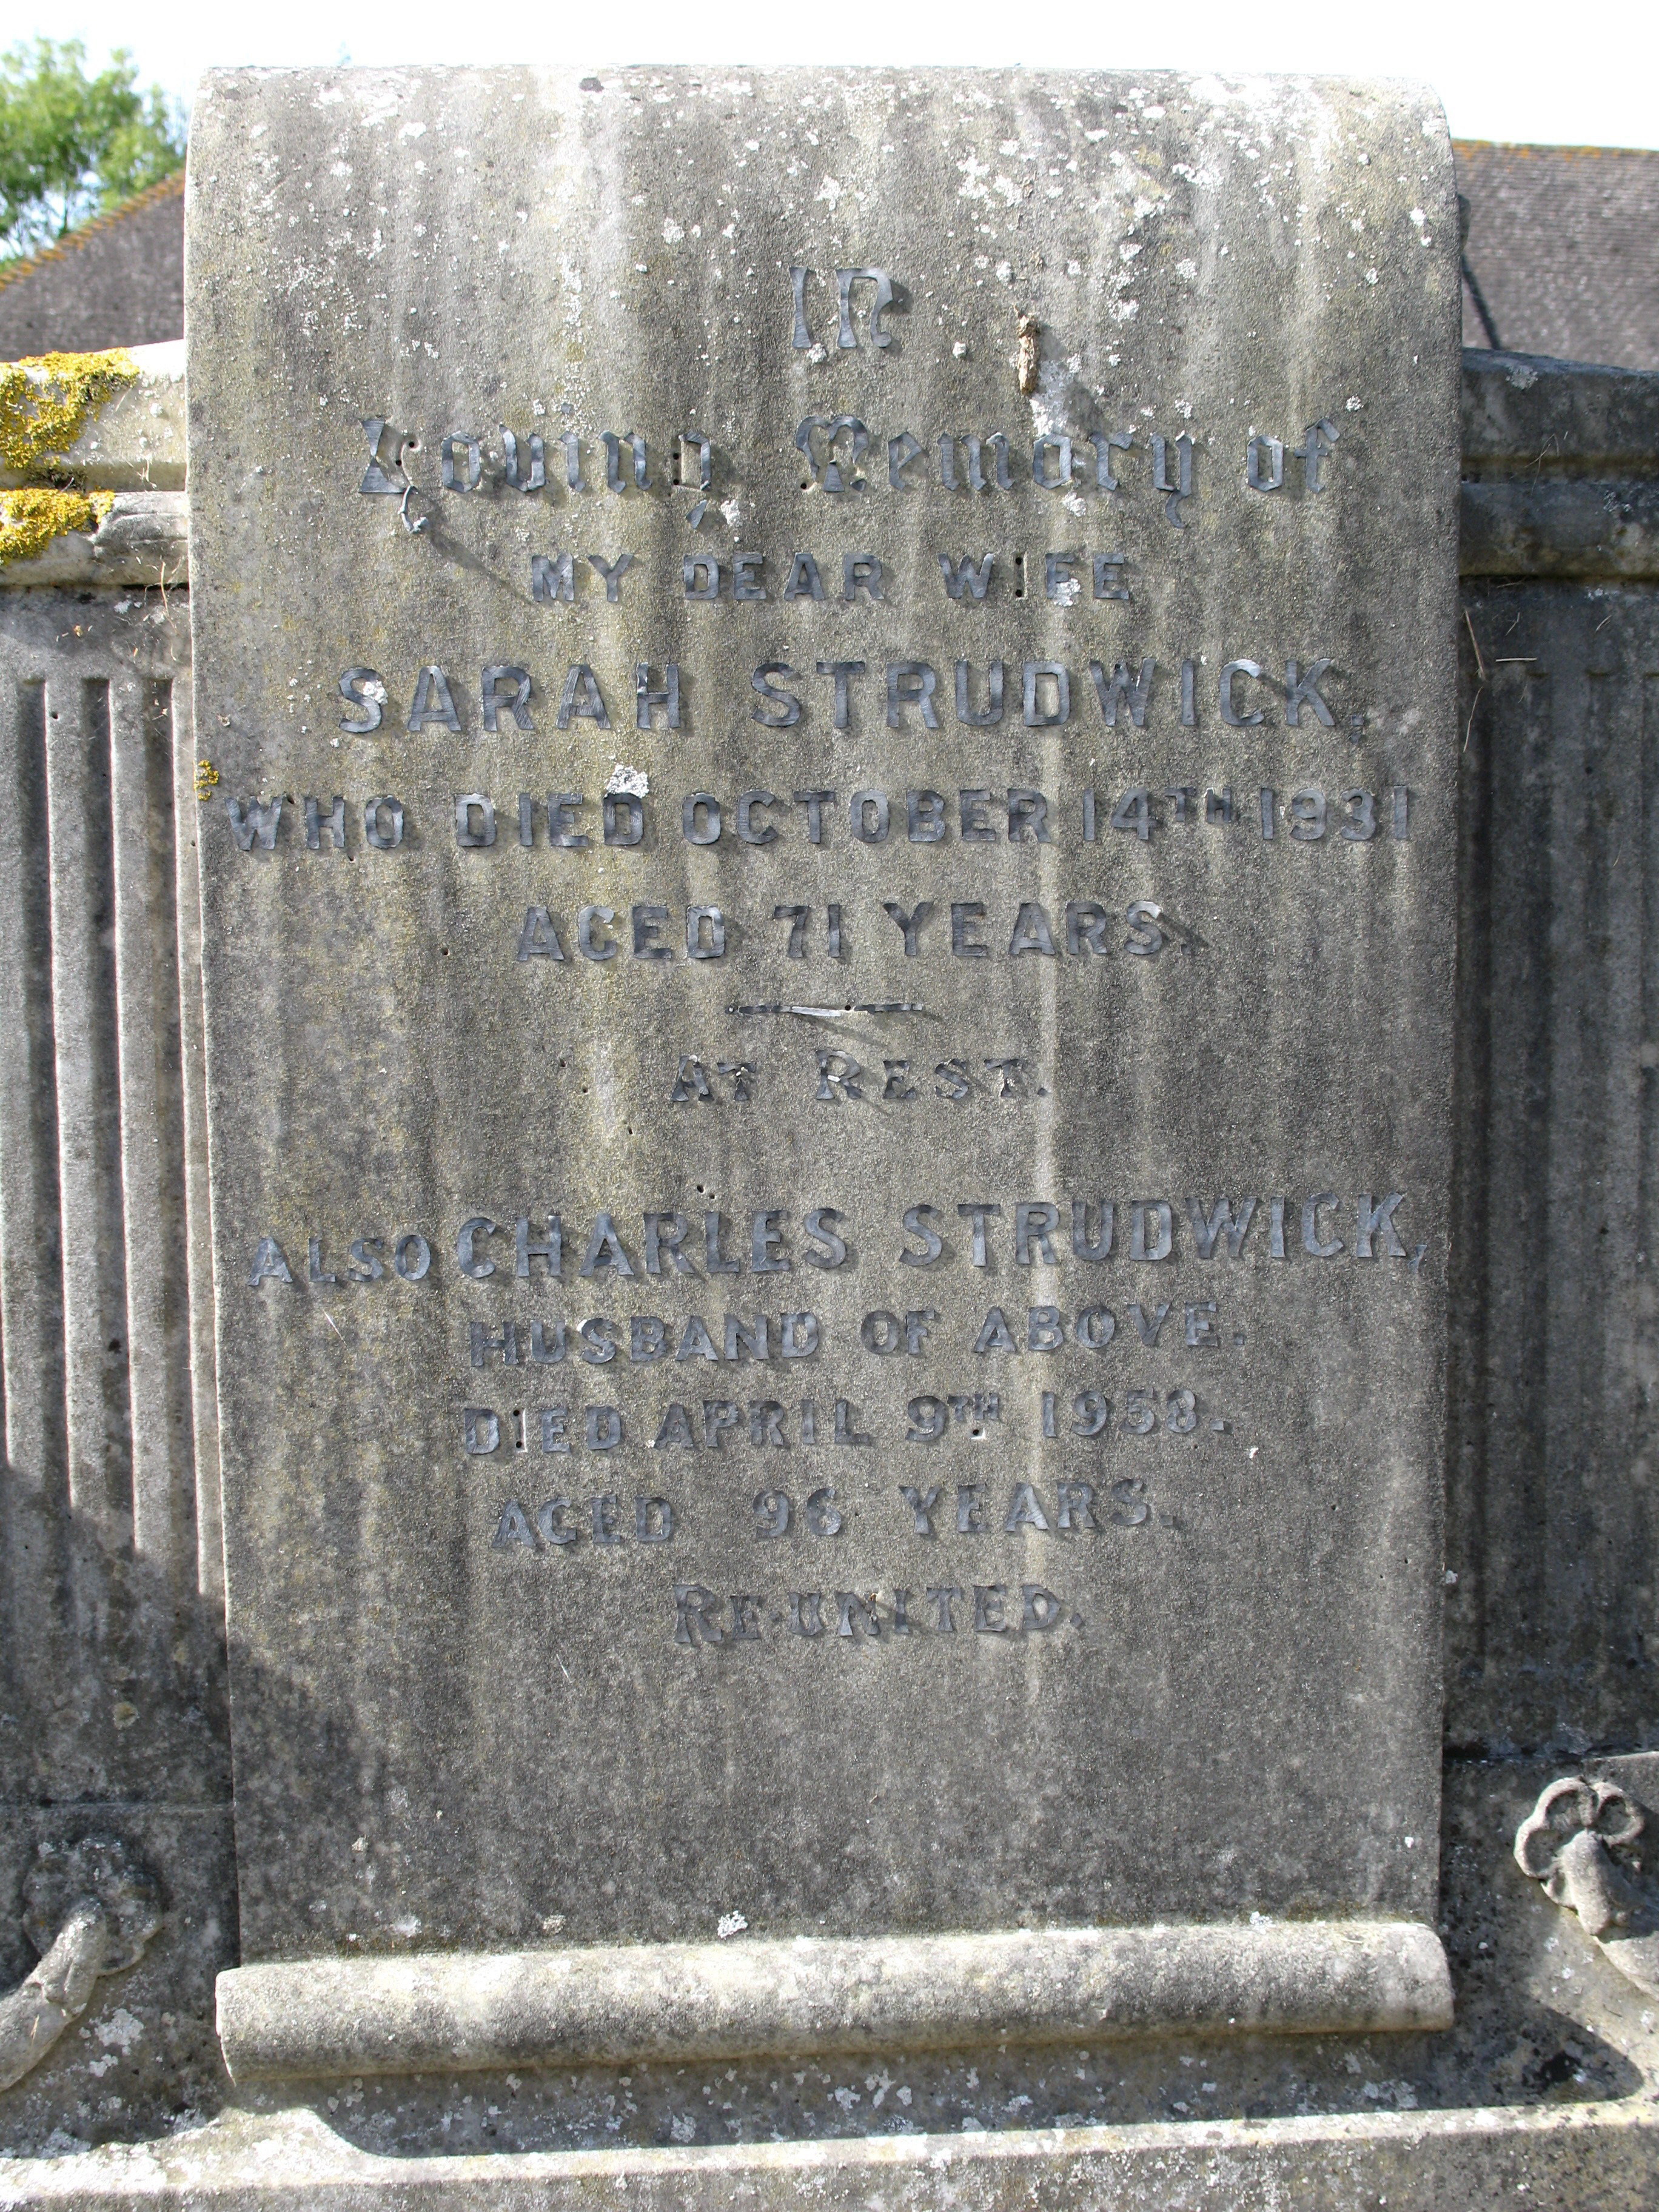 In
Loving Memory of
MY DEAR WIFE
SARAH STRUDWICK,
WHO DIED OCTOBER 14TH 1931
AGED 71 YEARS.
AT REST.
ALSO CHARLES STRUDWICK,
HUSBAND OF ABOVE.
DIED APRIL 9TH 1958.
AGED 96 YEARS.
RE-UNITED.